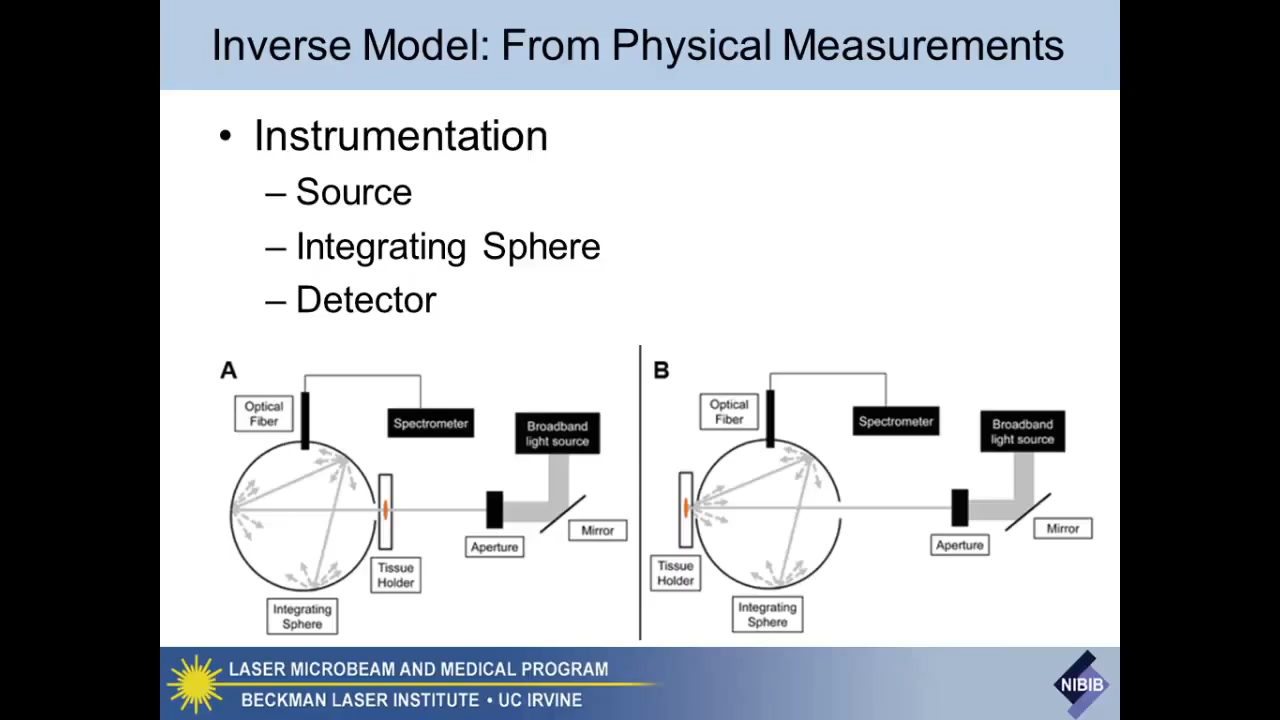 Inverse Model: From Physical Measurements
• Instrumentation
– Source
– Integrating Sphere
– Detector
A
Optical
Fiber
Spectrometer
Broadband
light source
Mirror
Aperture
Tissue
Holder
Integrating
Sphere
B
Optical
Fiber
Spectrometer
Broadband
light source
Mirror
Aperture
Tissue
Holder
Integrating
Sphere
LASER MICROBEAM AND MEDICAL PROGRAM
BECKMAN LASER INSTITUTE • UC IRVINE
NIBIB